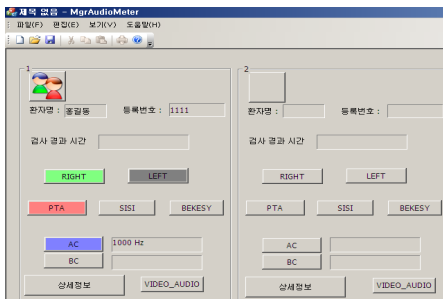 제목 없음 - MgrAudioMeter
파일(F) 편집(E) 보기(V) 도움말(H)
1
환자명 : 홍길동 등록번호 : 1111
검사 결과 시간
RIGHT LEFT
PTA SISI BEKESY
AC 1000 Hz
BC
상세정보 VIDEO_AUDIO
2
환자명 : 등록번호 :
검사 결과 시간
RIGHT LEFT
PTA SISI BEKESY
AC
BC
상세정보 VIDEO_AUDIO